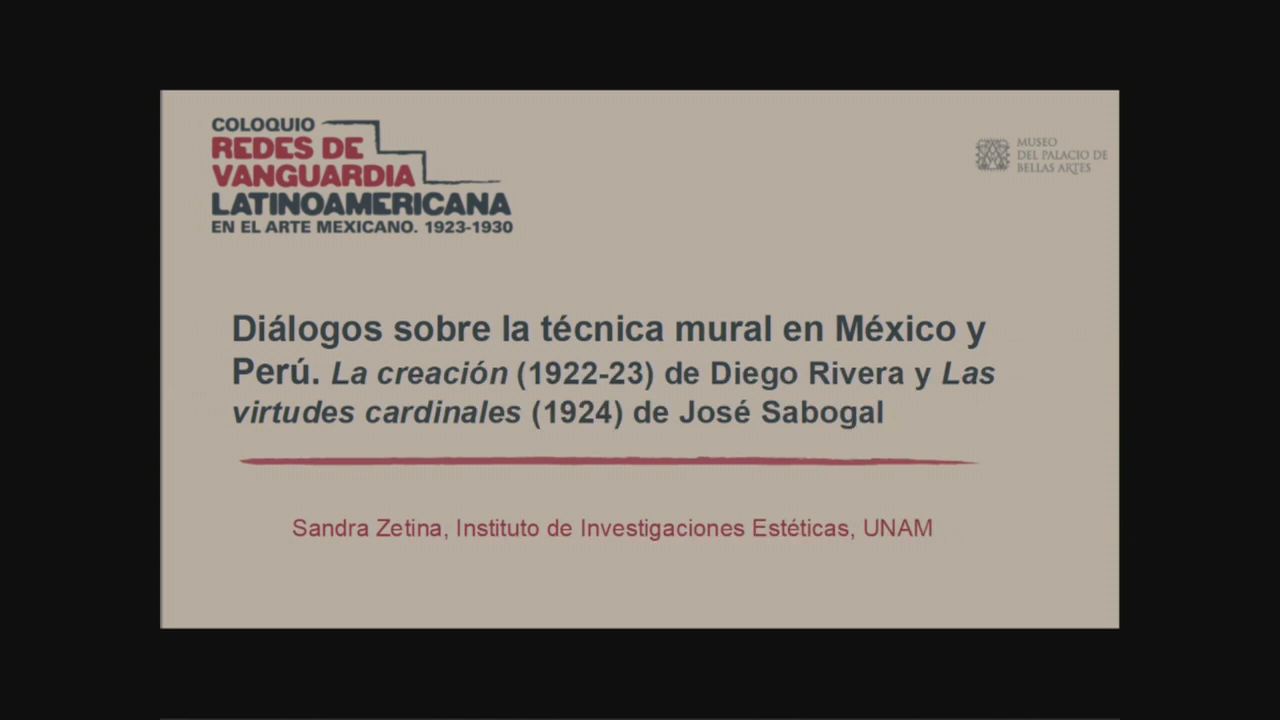 COLOQUIO
REDES DE
VANGUARDIA
LATINOAMERICANA
EN EL ARTE MEXICANO. 1923-1930
MUSEO
DEL PALACIO DE
BELLAS ARTES
Diálogos sobre la técnica mural en México y
Perú. La creación (1922-23) de Diego Rivera y Las
virtudes cardinales (1924) de José Sabogal
Sandra Zetina, Instituto de Investigaciones Estéticas, UNAM